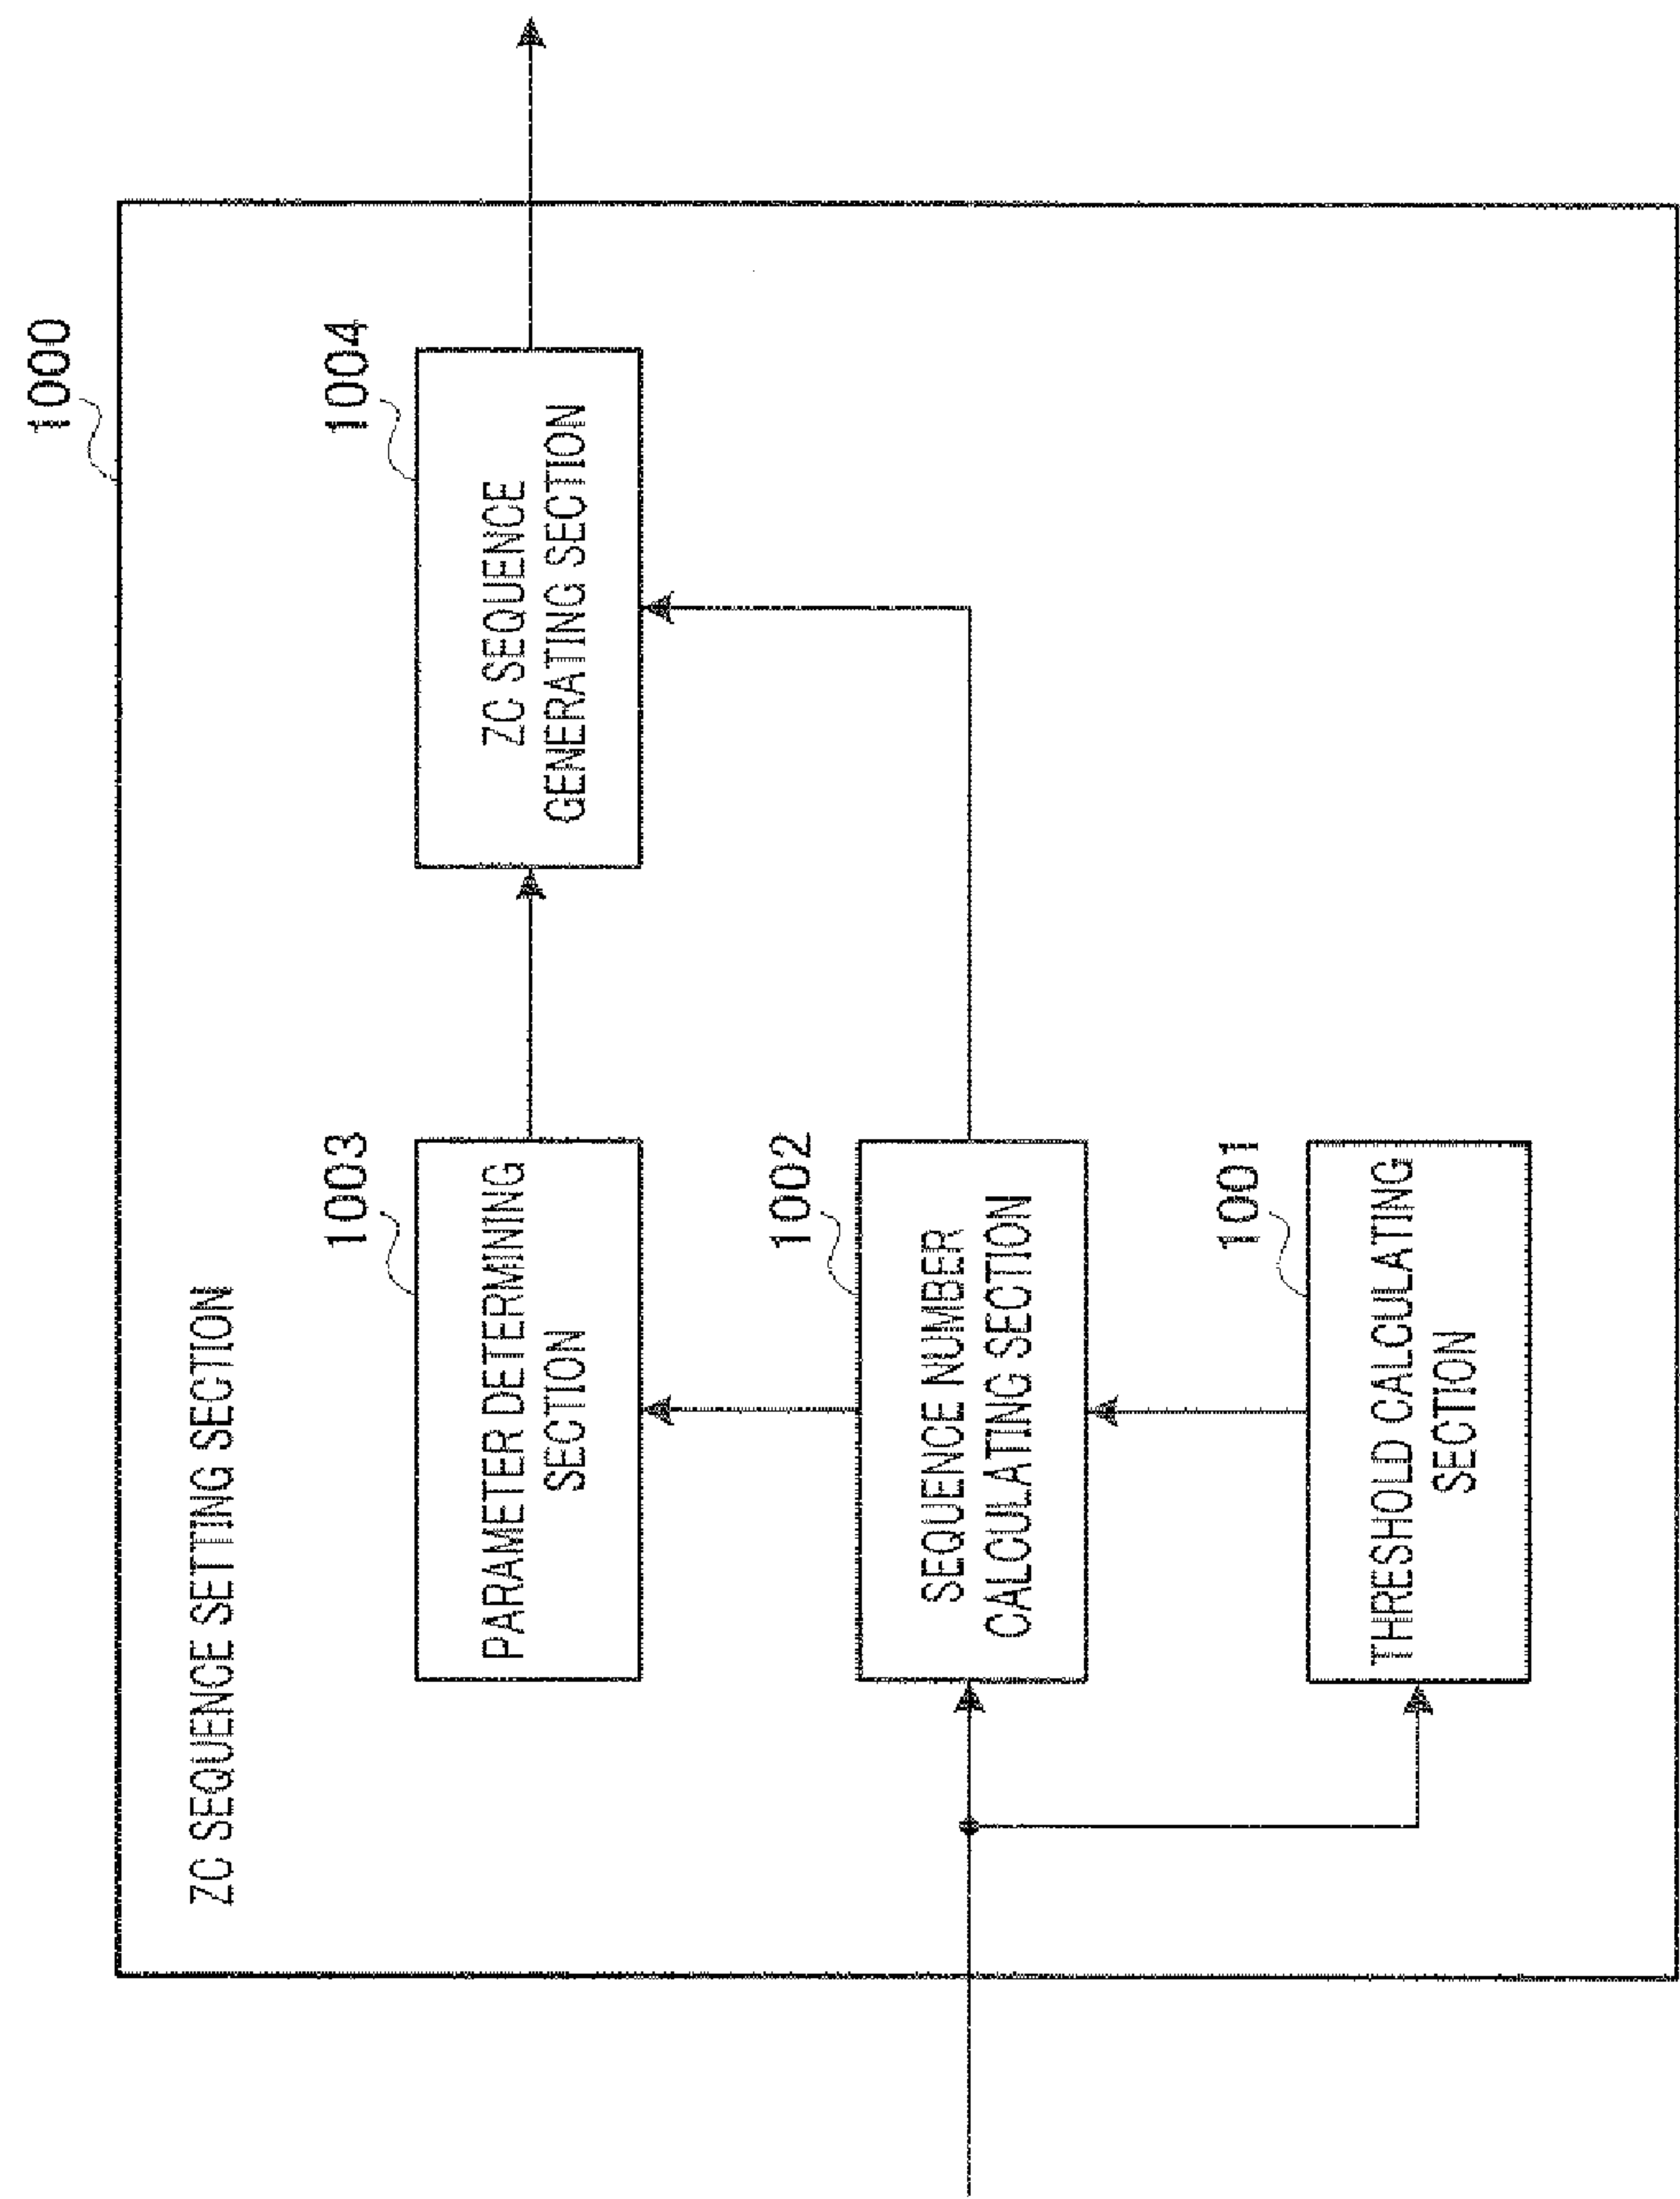 1000
ZC SEQUENCE SETTING SECTION
1003
PARAMETER DETERMINING
SECTION
1004
ZC SEQUENCE
GENERATING SECTION
1002
SEQUENCE NUMBER
CALCULATING SECTION
1001
THRESHOLD CALCULATING
SECTION